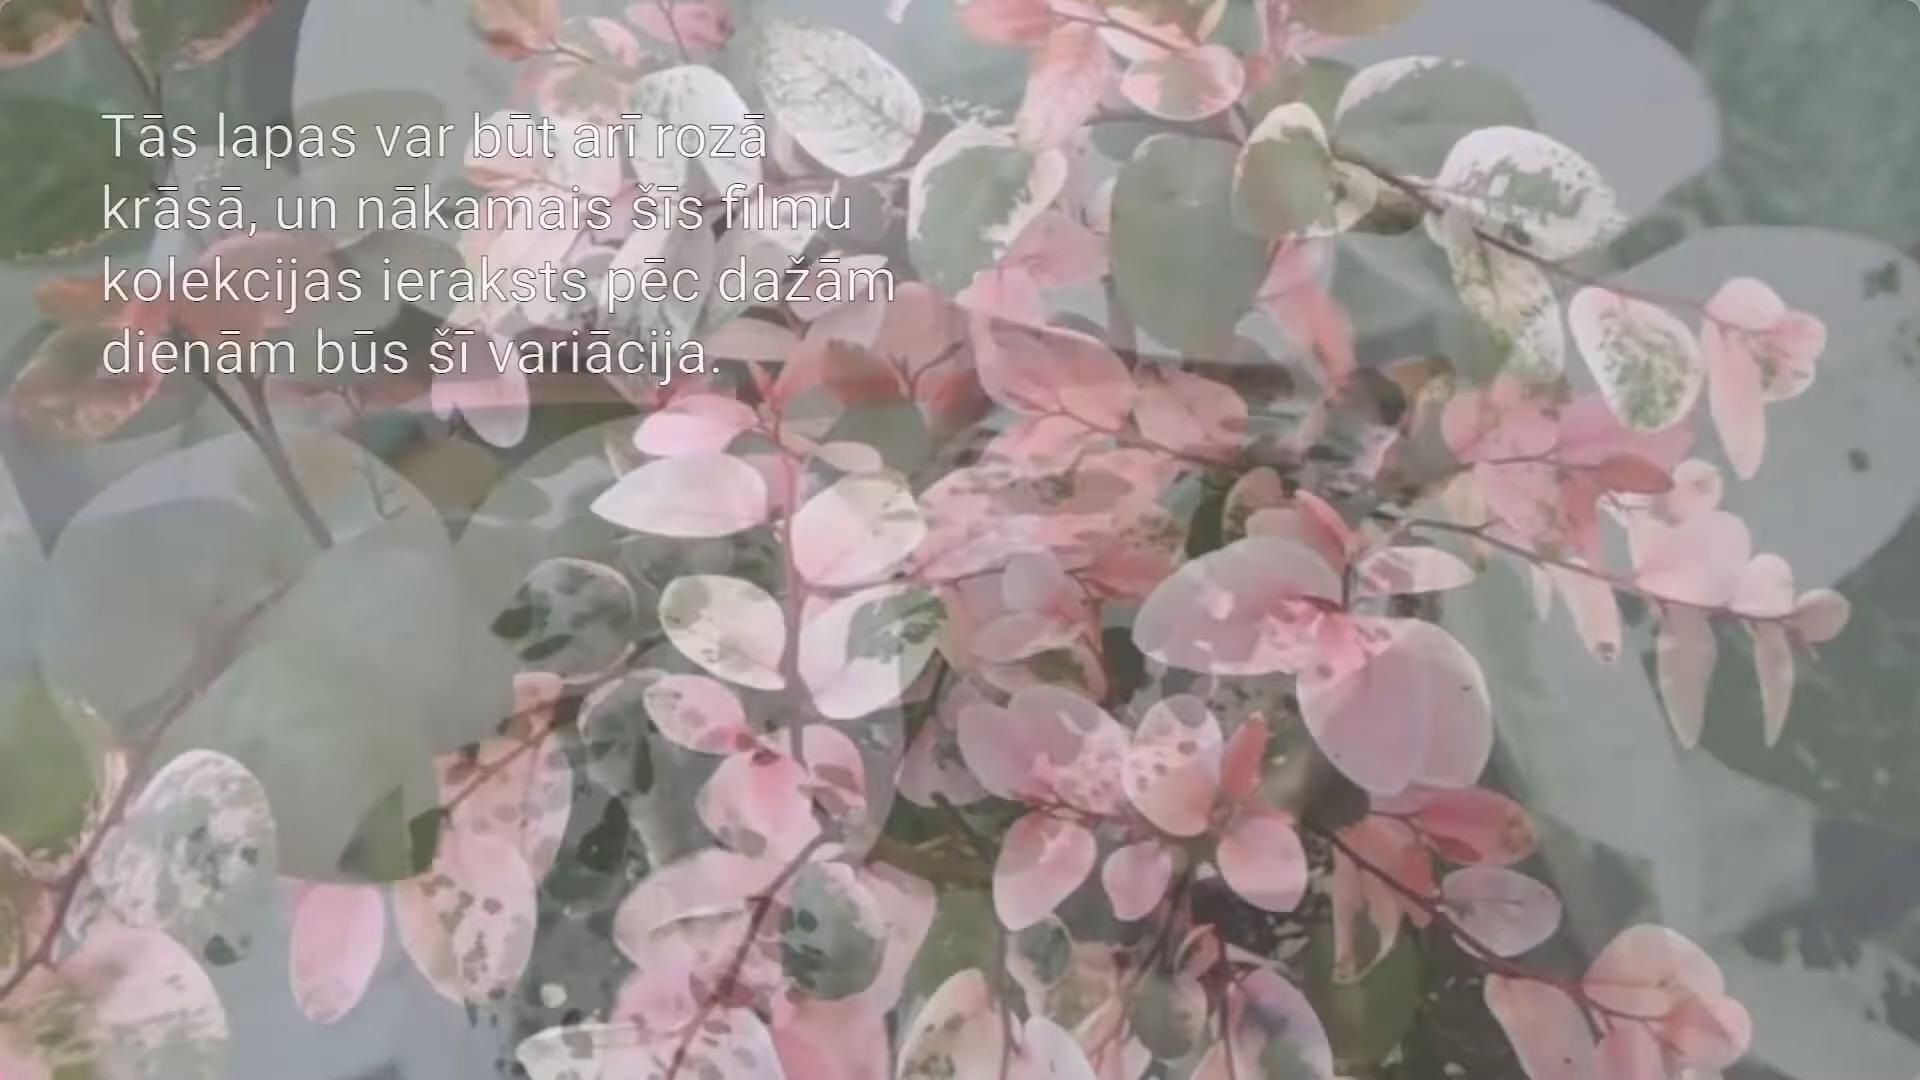 Tās lapas var būt arī rozā
krāsā, un nākamais šīs filmu
kolekcijas ieraksts pēc dažām
dienām būs šī variācija.